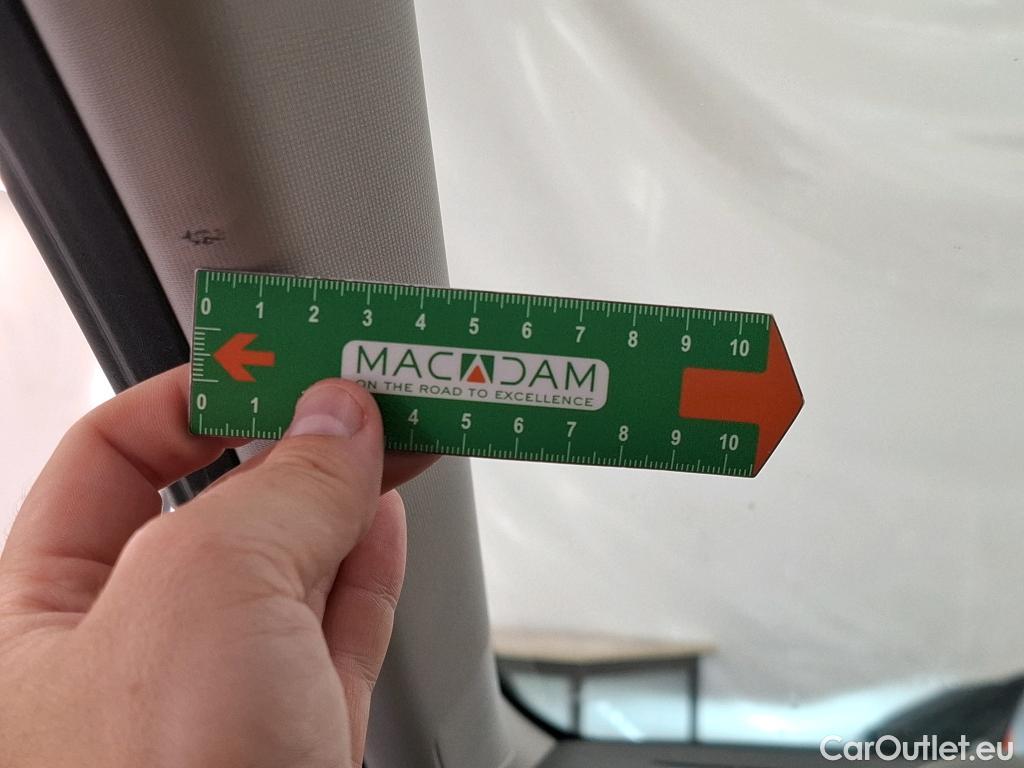 0 1 2 3 4 5 6 7 8 9 10
MACADAM
ON THE ROAD TO EXCELLENCE
0 1 4 5 6 7 8 9 10
CarOutlet.eu